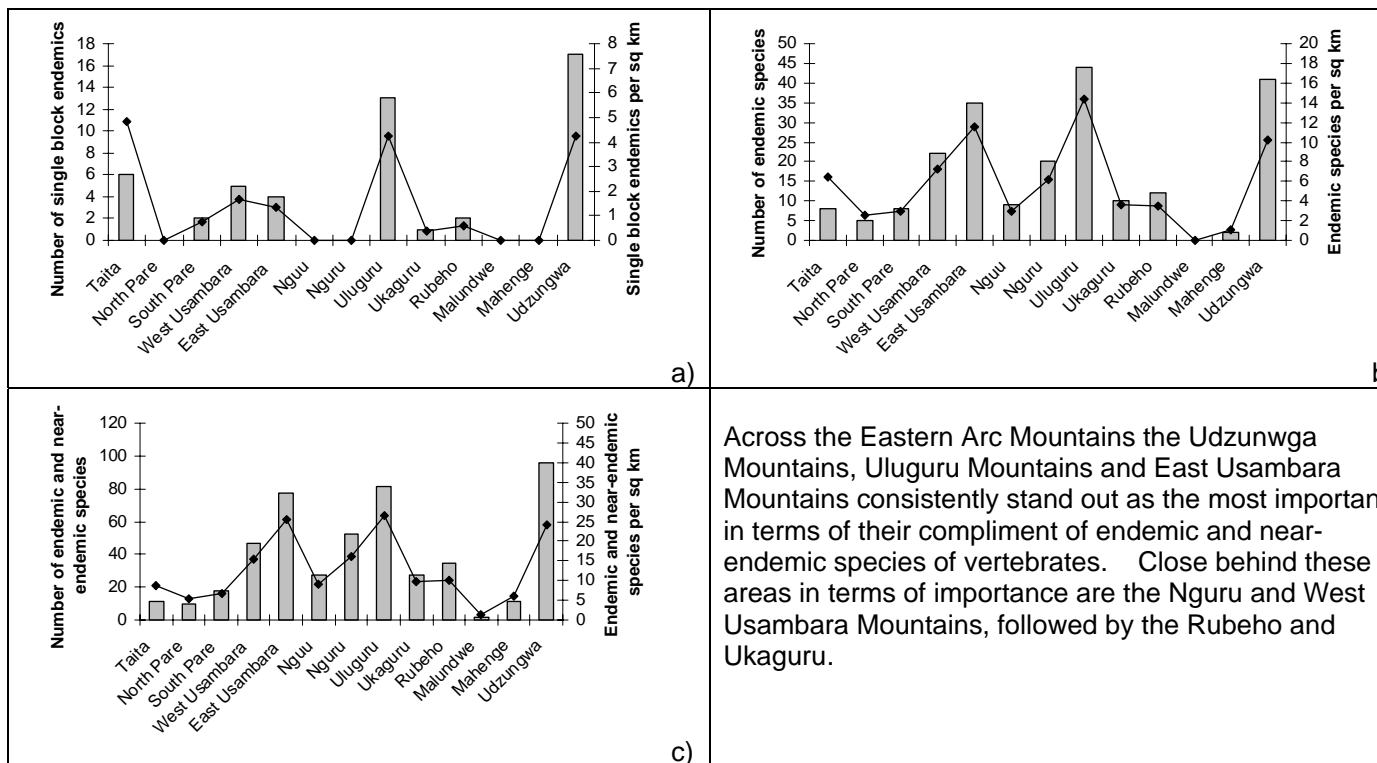 Number of single block endemics
18
16
14
12
10
8
6
4
2
0
8
7
6
5
4
3
2
1
0
Single block endemics per sq km
Taita
North Pare
South Pare
West Usambara
East Usambara
Nguu
Nguru
Uluguru
Ukaguru
Rubeho
Malundwe
Mahenge
Udzungwa
a)
Number of endemic species
50
45
40
35
30
25
20
15
10
5
0
20
18
16
14
12
10
8
6
4
2
0
Endemic species per sq km
Taita
North Pare
South Pare
West Usambara
East Usambara
Nguu
Nguru
Uluguru
Ukaguru
Rubeho
Malundwe
Mahenge
Udzungwa
b
Number of endemic and near-
endemic species
120
100
80
60
40
20
0
50
45
40
35
30
25
20
15
10
5
0
Endemic and near-endemic
species per sq km
Taita
North Pare
South Pare
West Usambara
East Usambara
Nguu
Nguru
Uluguru
Ukaguru
Rubeho
Malundwe
Mahenge
Udzungwa
c)
Across the Eastern Arc Mountains the Udzunwga
Mountains, Uluguru Mountains and East Usambara
Mountains consistently stand out as the most importan
in terms of their compliment of endemic and near-
endemic species of vertebrates. Close behind these
areas in terms of importance are the Nguru and West
Usambara Mountains, followed by the Rubeho and
Ukaguru.